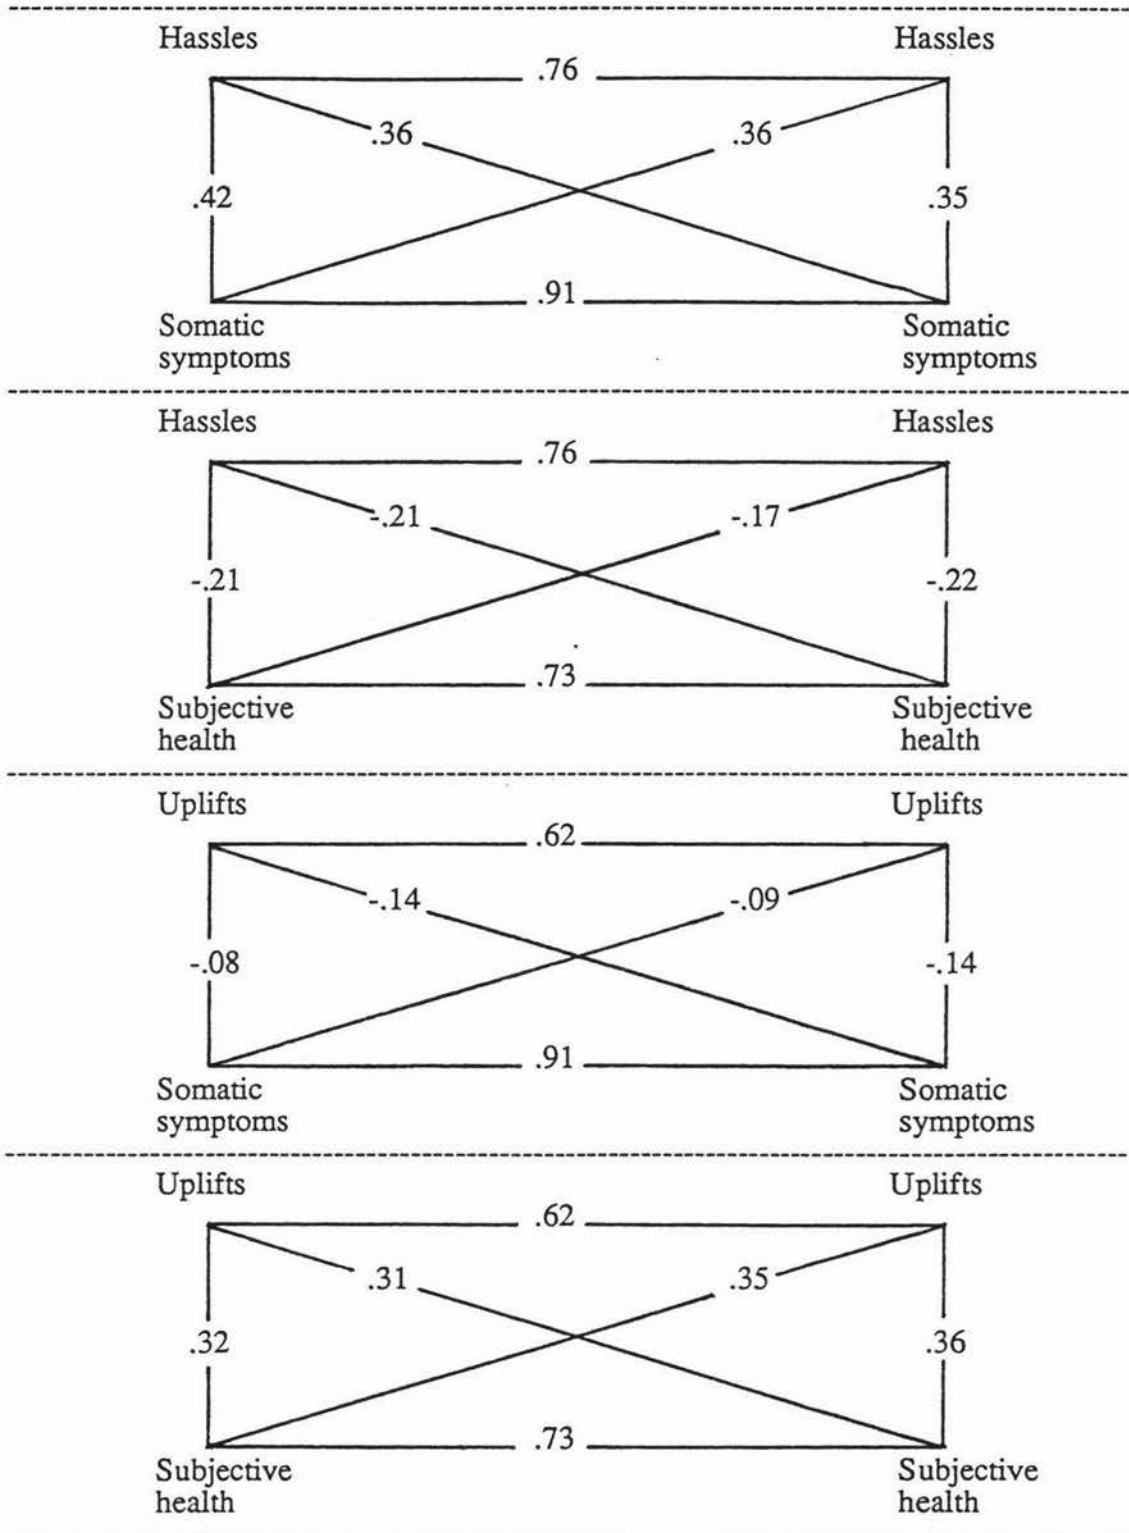 Hassles Hassles
.76
.36 .36
.42 .35
.91
Somatic Somatic
symptoms symptoms
Hassles Hassles
.76
-.21 -.17
-.21 -.22
.73
Subjective Subjective
health health
Uplifts Uplifts
.62
-.14 -.09
-.08 -.14
.91
Somatic Somatic
symptoms symptoms
Uplifts Uplifts
.62
.31 .35
.32 .36
.73
Subjective Subjective
health health